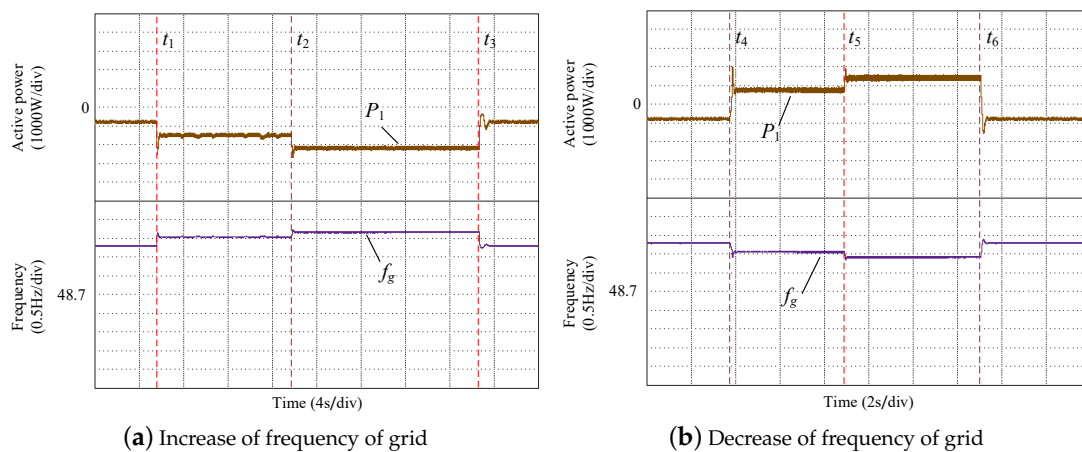 t1
t2
t3
Active power
(1000W/div)
0
P1
Frequency
(0.5Hz/div)
48.7
fg
Time (4s/div)
(a) Increase of frequency of grid
t4
t5
t6
Active power
(1000W/div)
0
P1
Frequency
(0.5Hz/div)
48.7
fg
Time (2s/div)
(b) Decrease of frequency of grid